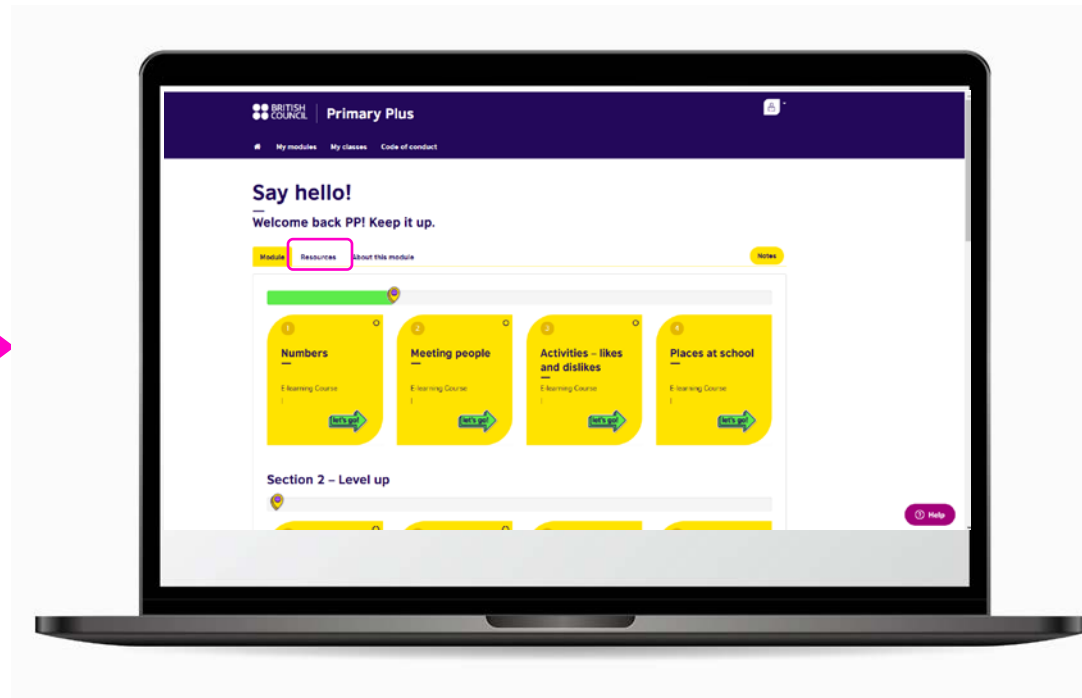 BRITISH
COUNCIL
Primary Plus
My modules My classes Code of conduct
Say hello!
Welcome back PP! Keep it up.
Module Resources About this module Notes
1 2 3 4
Numbers Meeting people Activities – likes and dislikes Places at school
E-learning Course E-learning Course E-learning Course E-learning Course
let's go! let's go! let's go! let's go!
Section 2 – Level up
Help